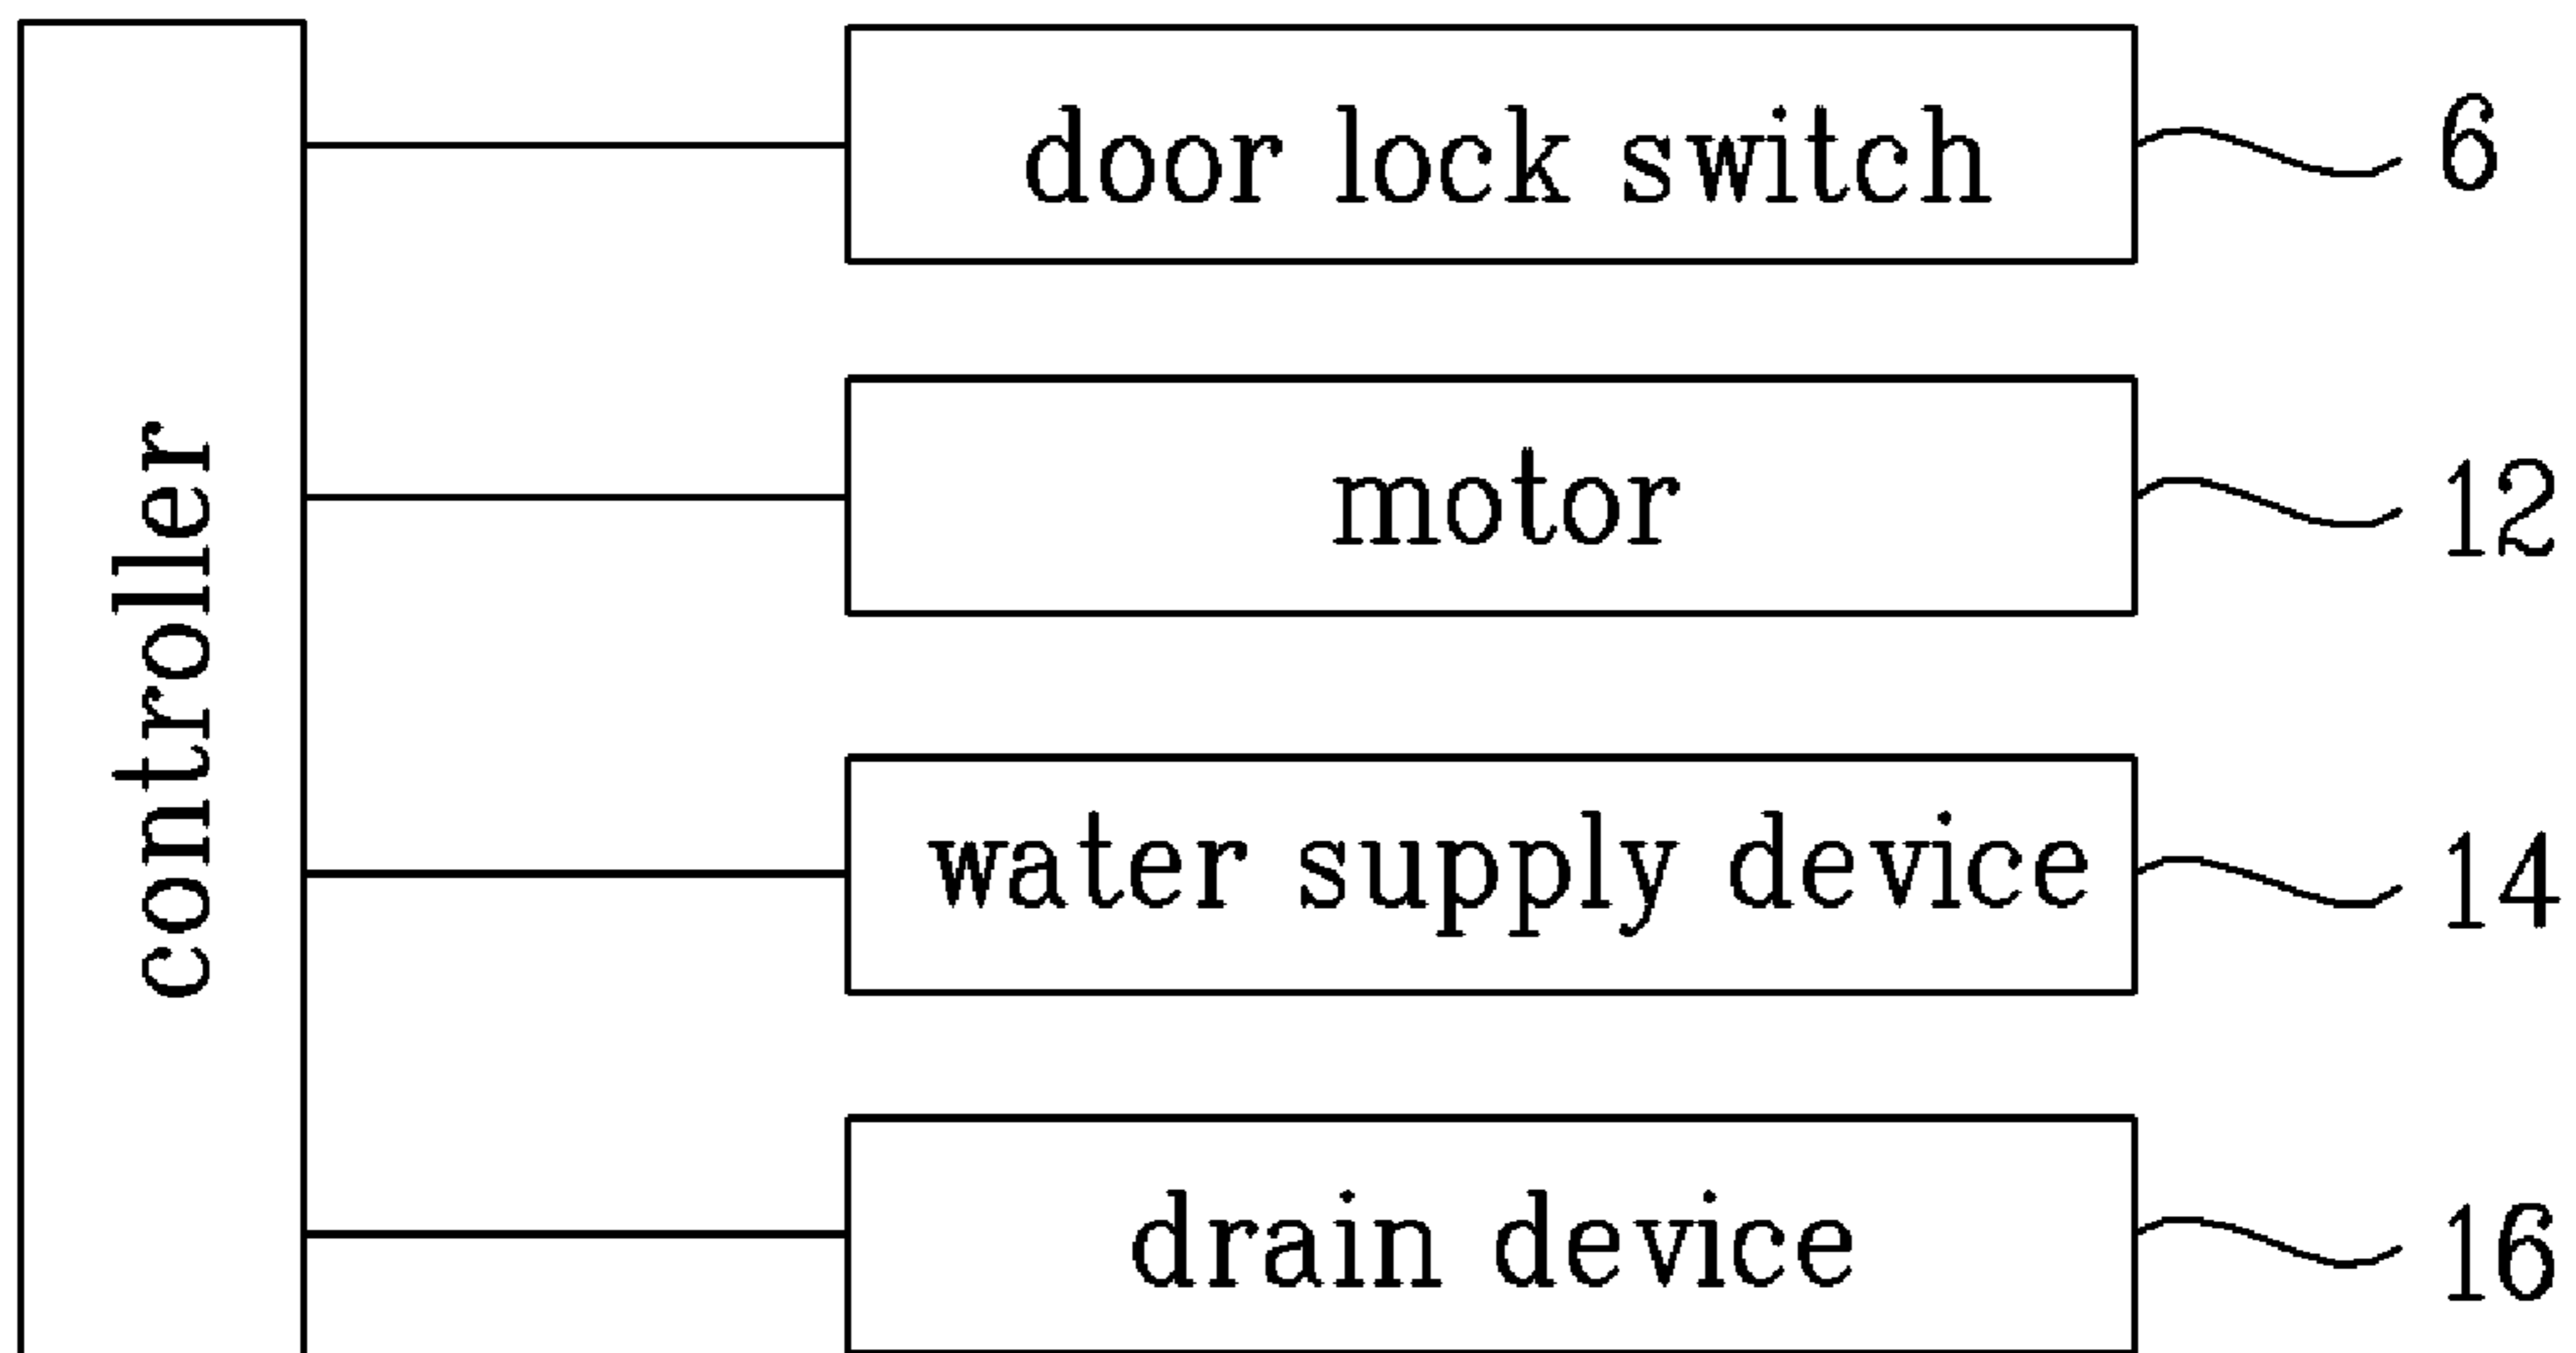 controller
door lock switch 6
motor 12
water supply device 14
drain device 16